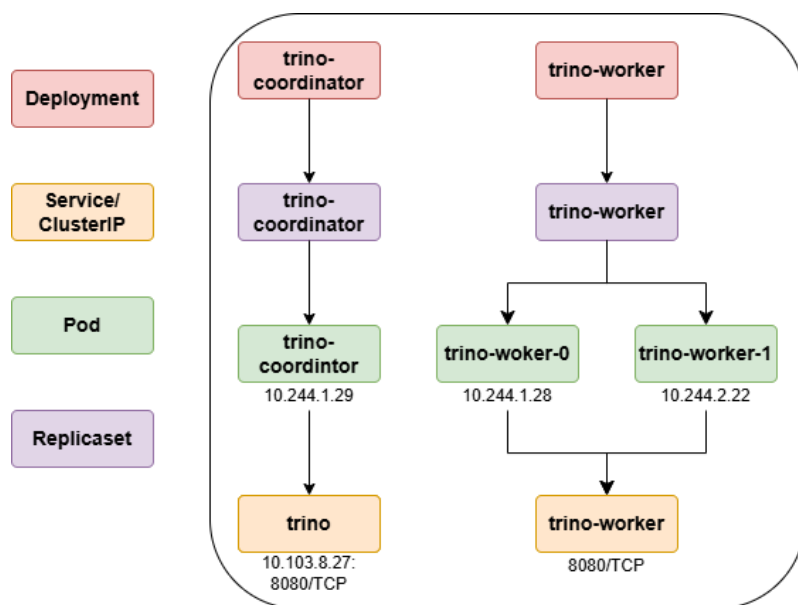 Deployment
Service/
ClusterIP
Pod
Replicaset
trino-
coordinator
trino-worker
trino-
coordinator
trino-worker
trino-
coordintor
10.244.1.29
trino-woker-0
10.244.1.28
trino-worker-1
10.244.2.22
trino
10.103.8.27:
8080/TCP
trino-worker
8080/TCP